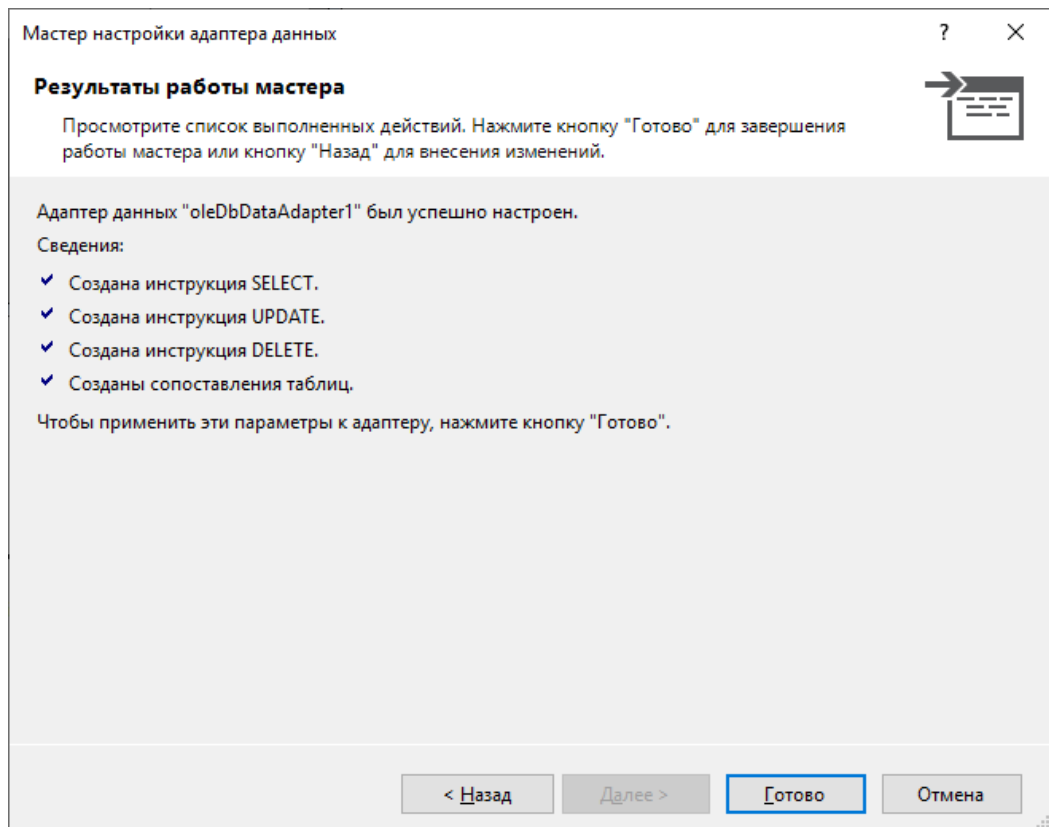 Мастер настройки адаптера данных
?
Результаты работы мастера
Просмотрите список выполненных действий. Нажмите кнопку "Готово" для завершения
работы мастера или кнопку "Назад" для внесения изменений.
Адаптер данных "oleDbDataAdapter1" был успешно настроен.
Сведения:
Создана инструкция SELECT.
Создана инструкция UPDATE.
Создана инструкция DELETE.
Созданы сопоставления таблиц.
Чтобы применить эти параметры к адаптеру, нажмите кнопку "Готово".
< Назад
Далее >
Готово
Отмена